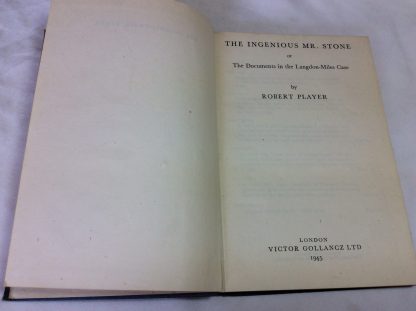 THE INGENIOUS MR. STONE
or
The Documents in the Langdon-Miles Case
by
ROBERT PLAYER
LONDON
VICTOR GOLLANCZ LTD
1945